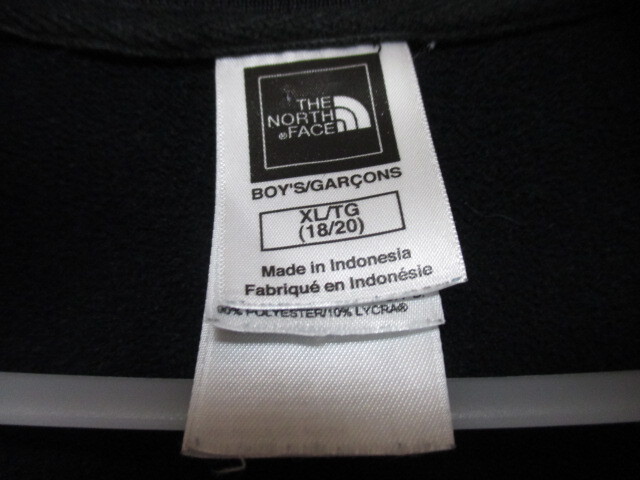 THE
NORTH
®FACE
BOY'S/GARÇONS
XL/TG
(18/20)
Made in Indonesia
Fabriqué en Indonésie
90% POLYESTER/10% LYCRA®